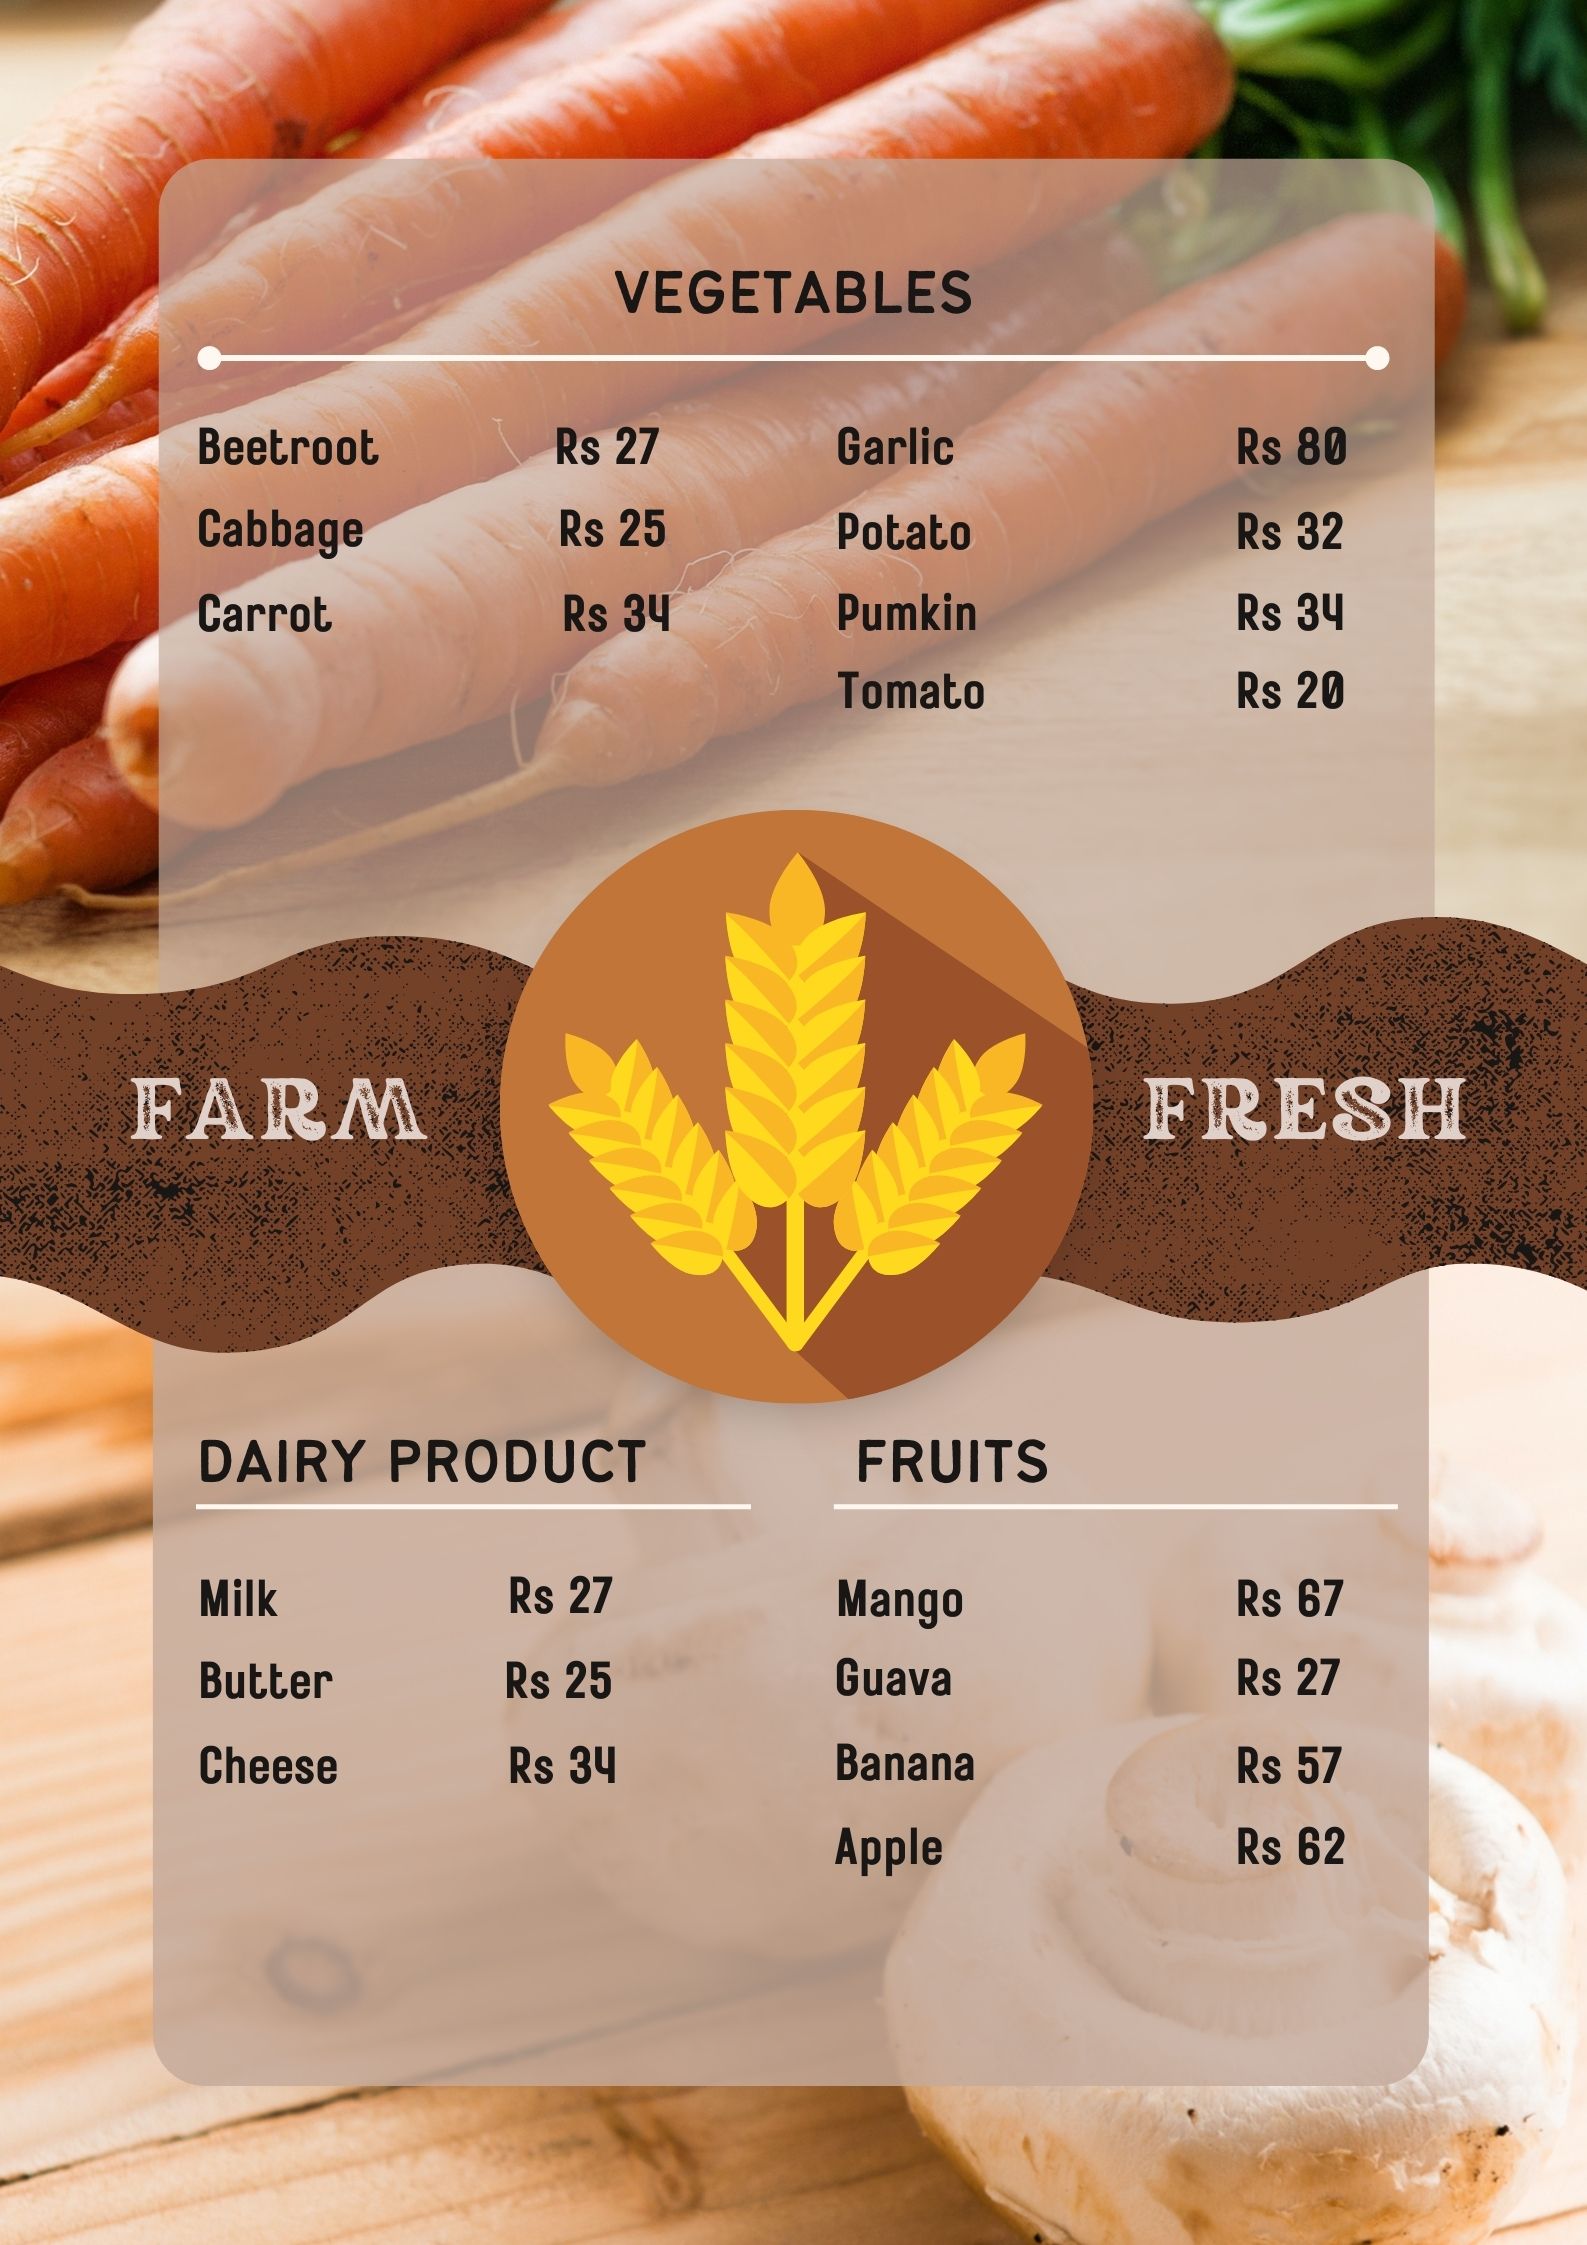 VEGETABLES
Beetroot Rs 27
Cabbage Rs 25
Carrot Rs 34
Garlic Rs 80
Potato Rs 32
Pumkin Rs 34
Tomato Rs 20
FARM FRESH
DAIRY PRODUCT
Milk Rs 27
Butter Rs 25
Cheese Rs 34
FRUITS
Mango Rs 67
Guava Rs 27
Banana Rs 57
Apple Rs 62